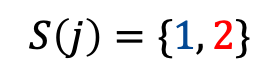 S(j) = {1, 2}